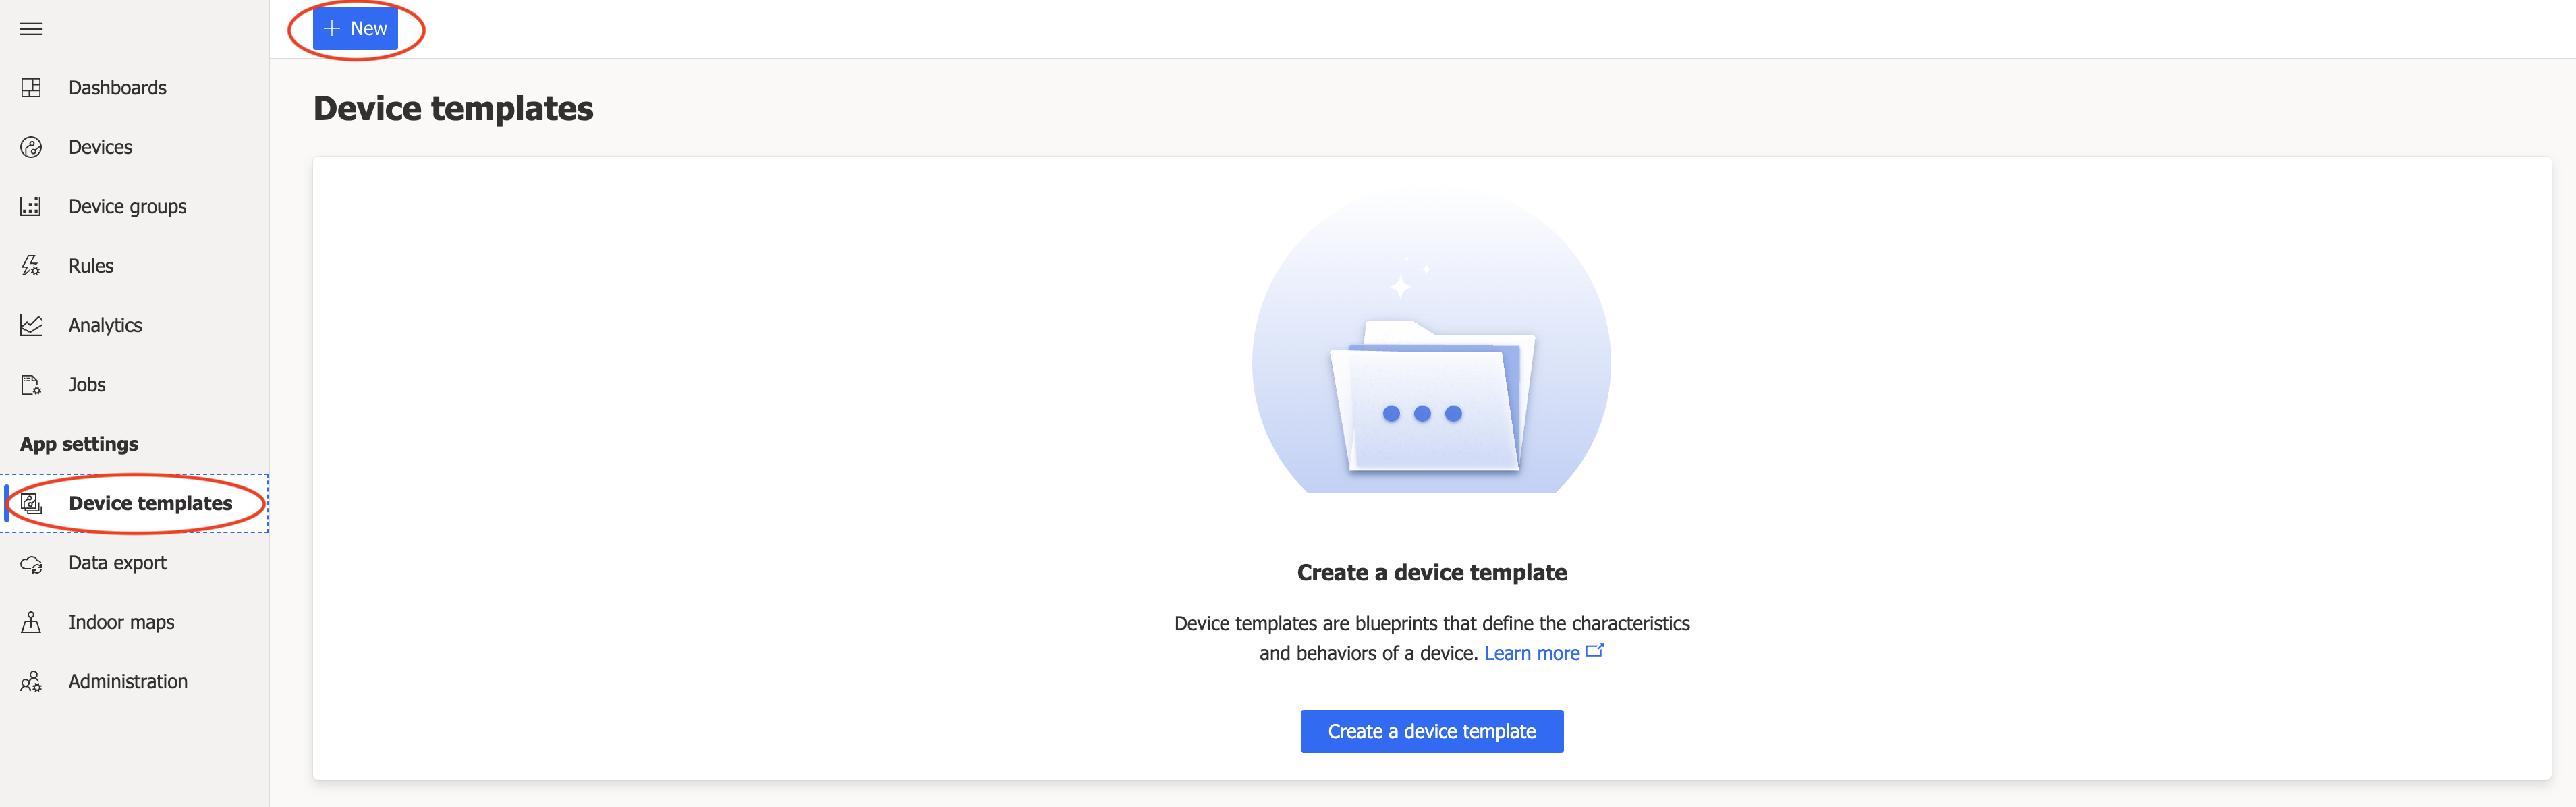 New
Dashboards
Devices
Device groups
Rules
Analytics
Jobs
App settings
Device templates
Data export
Indoor maps
Administration
Device templates
Create a device template
Device templates are blueprints that define the characteristics
and behaviors of a device. Learn more
Create a device template